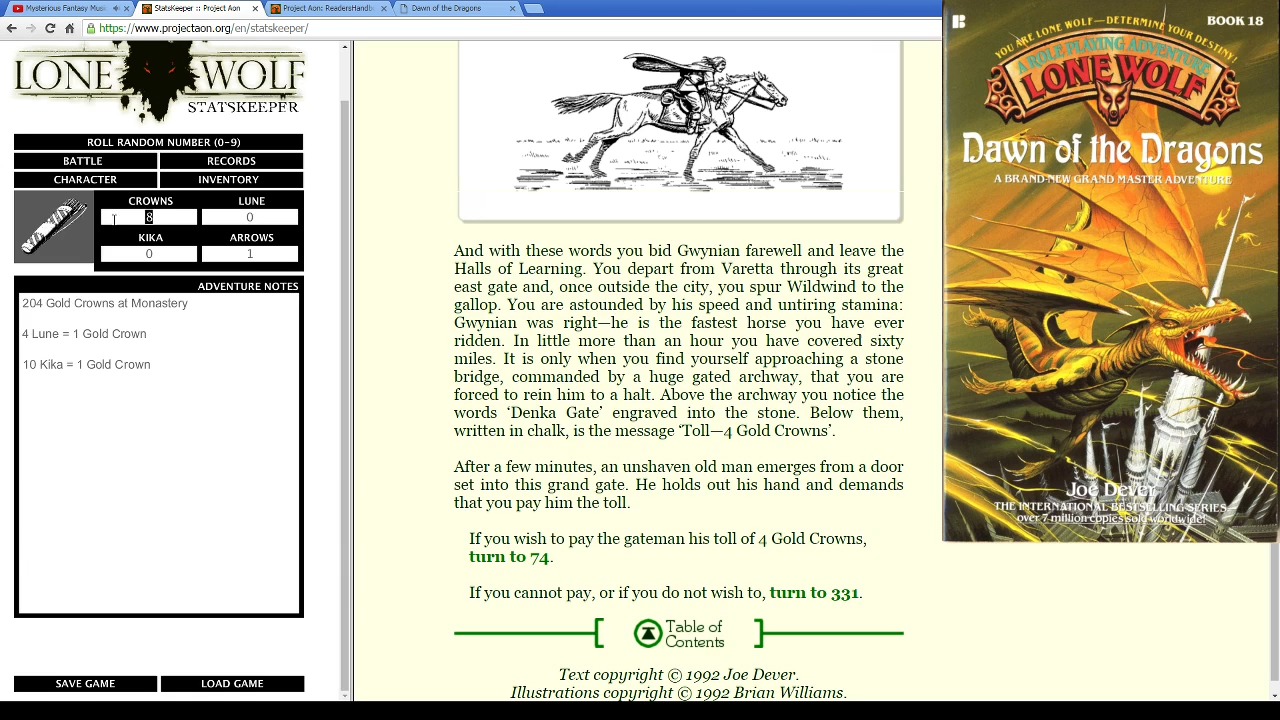 Mysterious Fantasy Musi
StatsKeeper :: Project Aon
Project Aon: ReadersHandb
Dawn of the Dragons
https://www.projectaon.org/en/statskeeper/
LONE WOLF
STATSKEEPER
ROLL RANDOM NUMBER (0-9)
BATTLE
RECORDS
CHARACTER
INVENTORY
CROWNS
LUNE
8
0
KIKA
ARROWS
0
1
ADVENTURE NOTES
204 Gold Crowns at Monastery
4 Lune = 1 Gold Crown
10 Kika = 1 Gold Crown
SAVE GAME
LOAD GAME
And with these words you bid Gwynian farewell and leave the
Halls of Learning. You depart from Varetta through its great
east gate and, once outside the city, you spur Wildwind to the
gallop. You are astounded by his speed and untiring stamina:
Gwynian was right—he is the fastest horse you have ever
ridden. In little more than an hour you have covered sixty
miles. It is only when you find yourself approaching a stone
bridge, commanded by a huge gated archway, that you are
forced to rein him to a halt. Above the archway you notice the
words ‘Denka Gate’ engraved into the stone. Below them,
written in chalk, is the message ‘Toll—4 Gold Crowns’.
After a few minutes, an unshaven old man emerges from a door
set into this grand gate. He holds out his hand and demands
that you pay him the toll.
If you wish to pay the gateman his toll of 4 Gold Crowns,
turn to 74.
If you cannot pay, or if you do not wish to, turn to 331.
Table of
Contents
Text copyright © 1992 Joe Dever.
Illustrations copyright © 1992 Brian Williams.
B
BOOK 18
YOU ARE LONE WOLF—DETERMINE YOUR DESTINY!
A ROLE PLAYING ADVENTURE
LONE WOLF
Dawn of the Dragons
A BRAND-NEW GRAND MASTER ADVENTURE
Joe Dever
THE INTERNATIONAL BESTSELLING SERIES—
over 7 million copies sold worldwide!